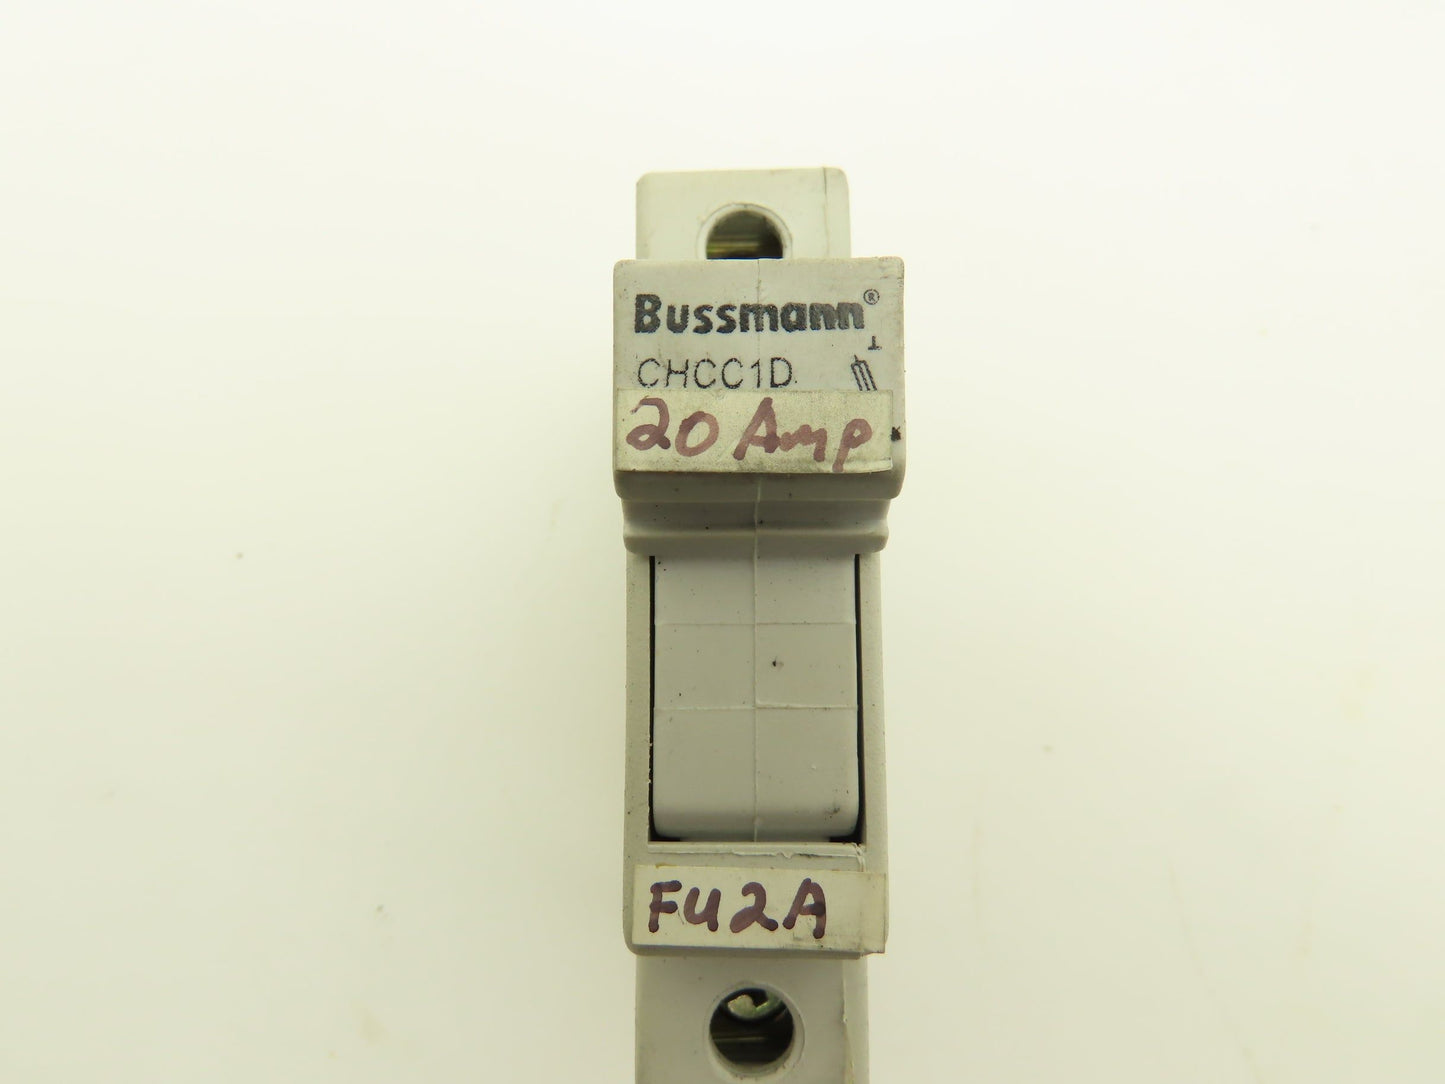 Bussmann®
CHCC1D
20 Amp
FU2A